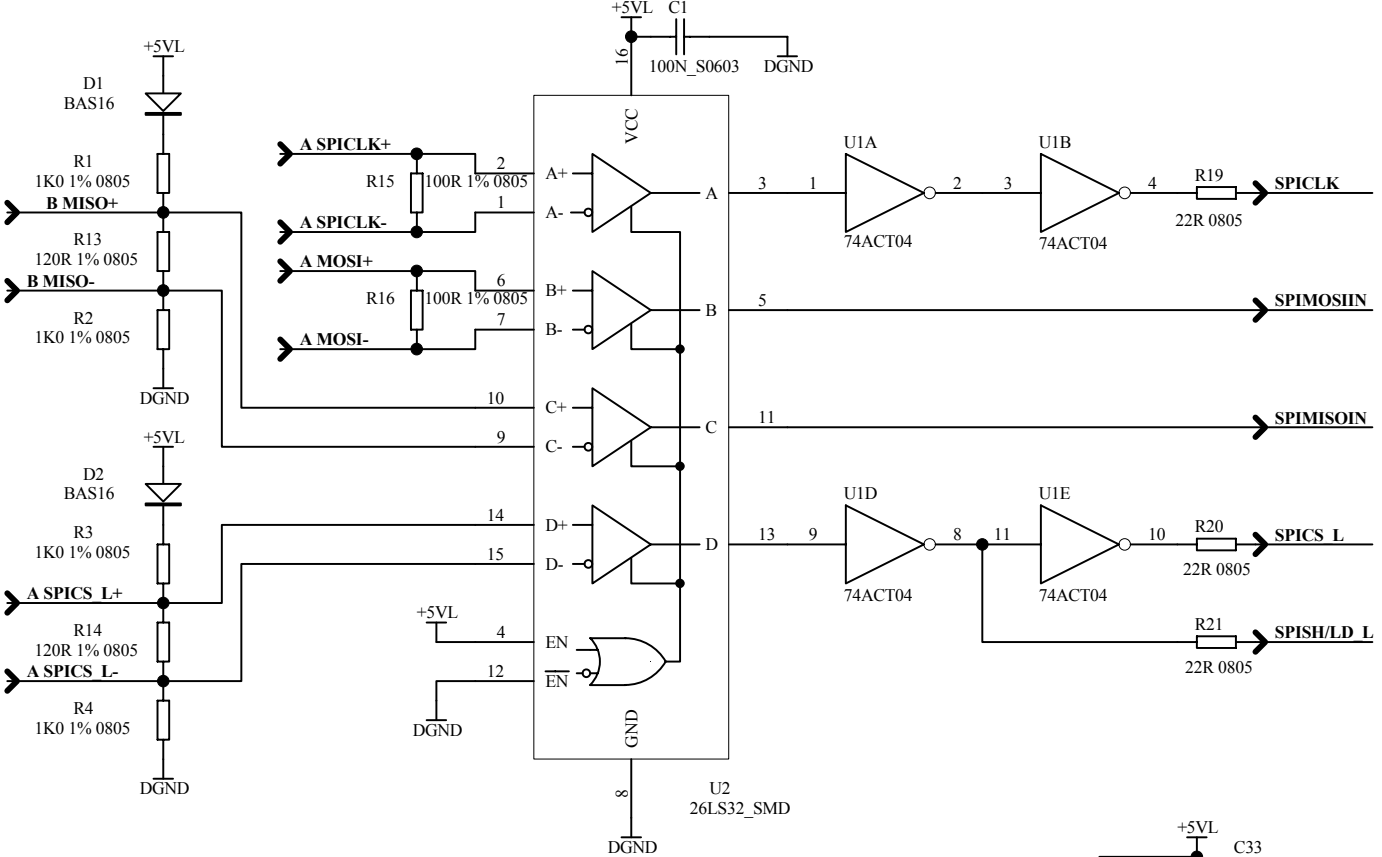 +5VL
C1
16
100N_S0603
DGND
+5VL
D1
BAS16
R1
1K0 1% 0805
B MISO+
R13
120R 1% 0805
B MISO-
R2
1K0 1% 0805
DGND
A SPICLK+
R15
100R 1% 0805
A SPICLK-
A MOSI+
R16
100R 1% 0805
A MOSI-
2
1
6
7
10
9
14
15
4
12
VCC
A+
A-
B+
B-
C+
C-
D+
D-
EN
EN
GND
A
B
C
D
3
1
U1A
74ACT04
2
3
U1B
74ACT04
4
R19
22R 0805
SPICLK
5
SPIMOSIIN
11
SPIMISOIN
13
9
U1D
74ACT04
8
11
U1E
74ACT04
10
R20
22R 0805
SPICS_L
R21
22R 0805
SPISH/LD_L
+5VL
D2
BAS16
R3
1K0 1% 0805
A SPICS_L+
R14
120R 1% 0805
A SPICS_L-
R4
1K0 1% 0805
DGND
+5VL
DGND
8
DGND
U2
26LS32_SMD
+5VL
C33